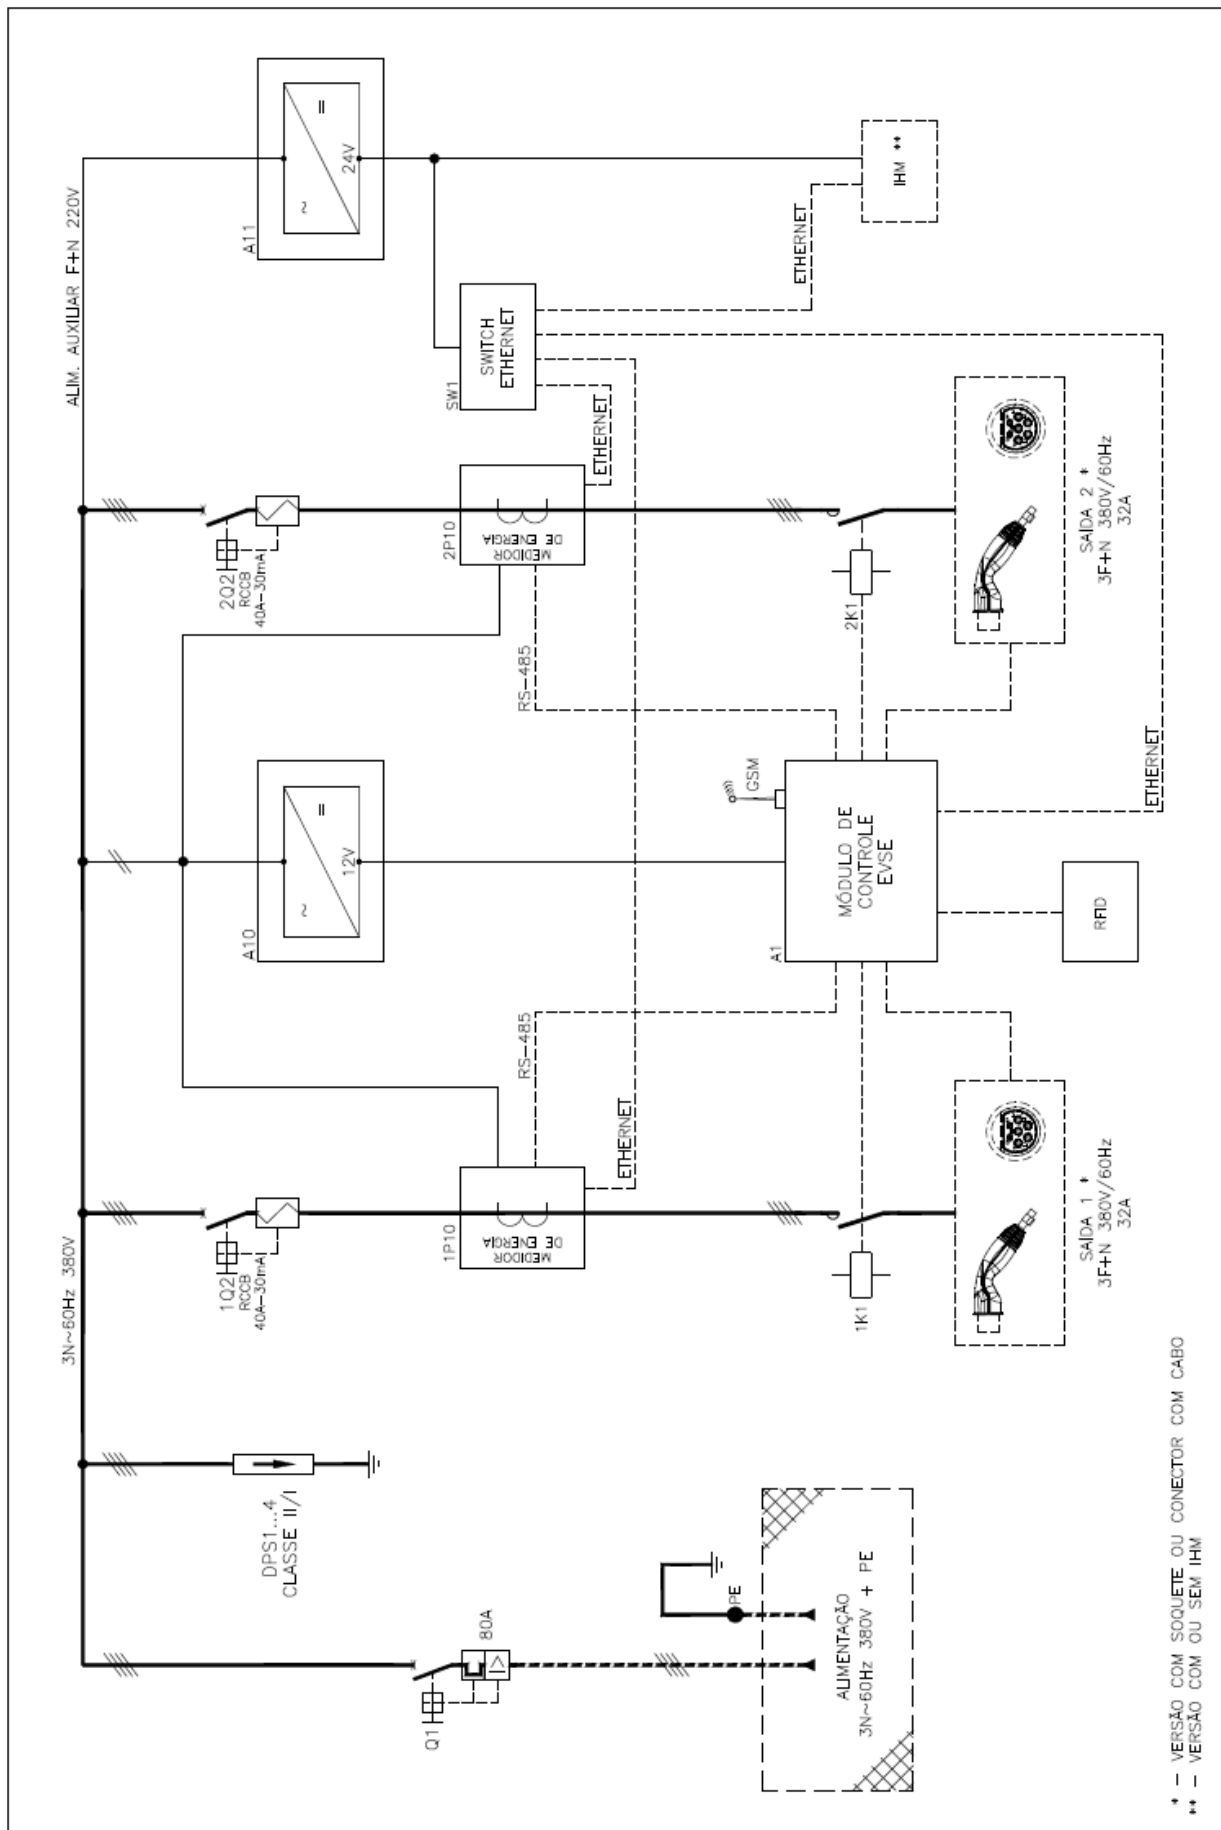 3N~60Hz 380V
ALIM. AUXILIAR F+N 220V
Q1
80A
PE
ALIMENTAÇÃO
3N~60Hz 380V + PE
DPS1...4
CLASSE II/I
1Q2
RCCB
40A-30mA
1P10
MEDIDOR
DE ENERGIA
RS-485
ETHERNET
1K1
SAÍDA 1 *
3F+N 380V/60Hz
32A
A10
~
=
12V
A1
MÓDULO DE
CONTROLE
EVSE
GSM
RFID
2Q2
RCCB
40A-30mA
2P10
MEDIDOR
DE ENERGIA
RS-485
ETHERNET
2K1
SAÍDA 2 *
3F+N 380V/60Hz
32A
ETHERNET
SW1
SWITCH
ETHERNET
A11
~
=
24V
ETHERNET
IHM **
* - VERSÃO COM SOQUETE OU CONECTOR COM CABO
** - VERSÃO COM OU SEM IHM